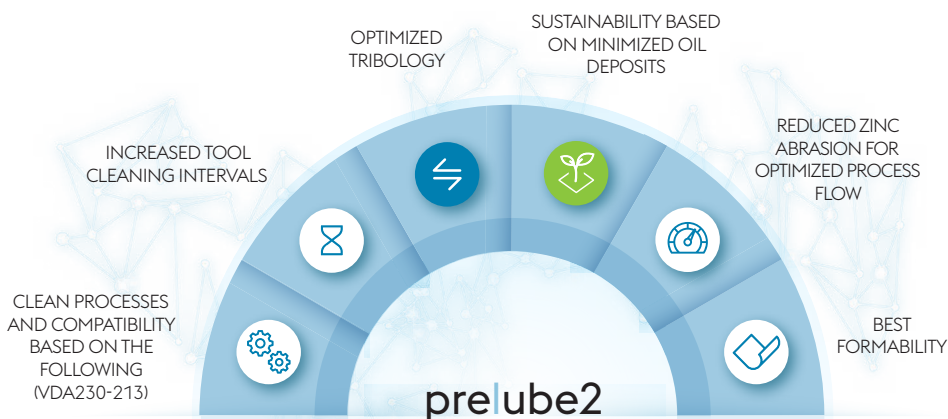 OPTIMIZED
TRIBOLOGY
SUSTAINABILITY BASED
ON MINIMIZED OIL
DEPOSITS
INCREASED TOOL
CLEANING INTERVALS
REDUCED ZINC
ABRASION FOR
OPTIMIZED PROCESS
FLOW
CLEAN PROCESSES
AND COMPATIBILITY
BASED ON THE
FOLLOWING
(VDA230-213)
BEST
FORMABILITY
prelube2